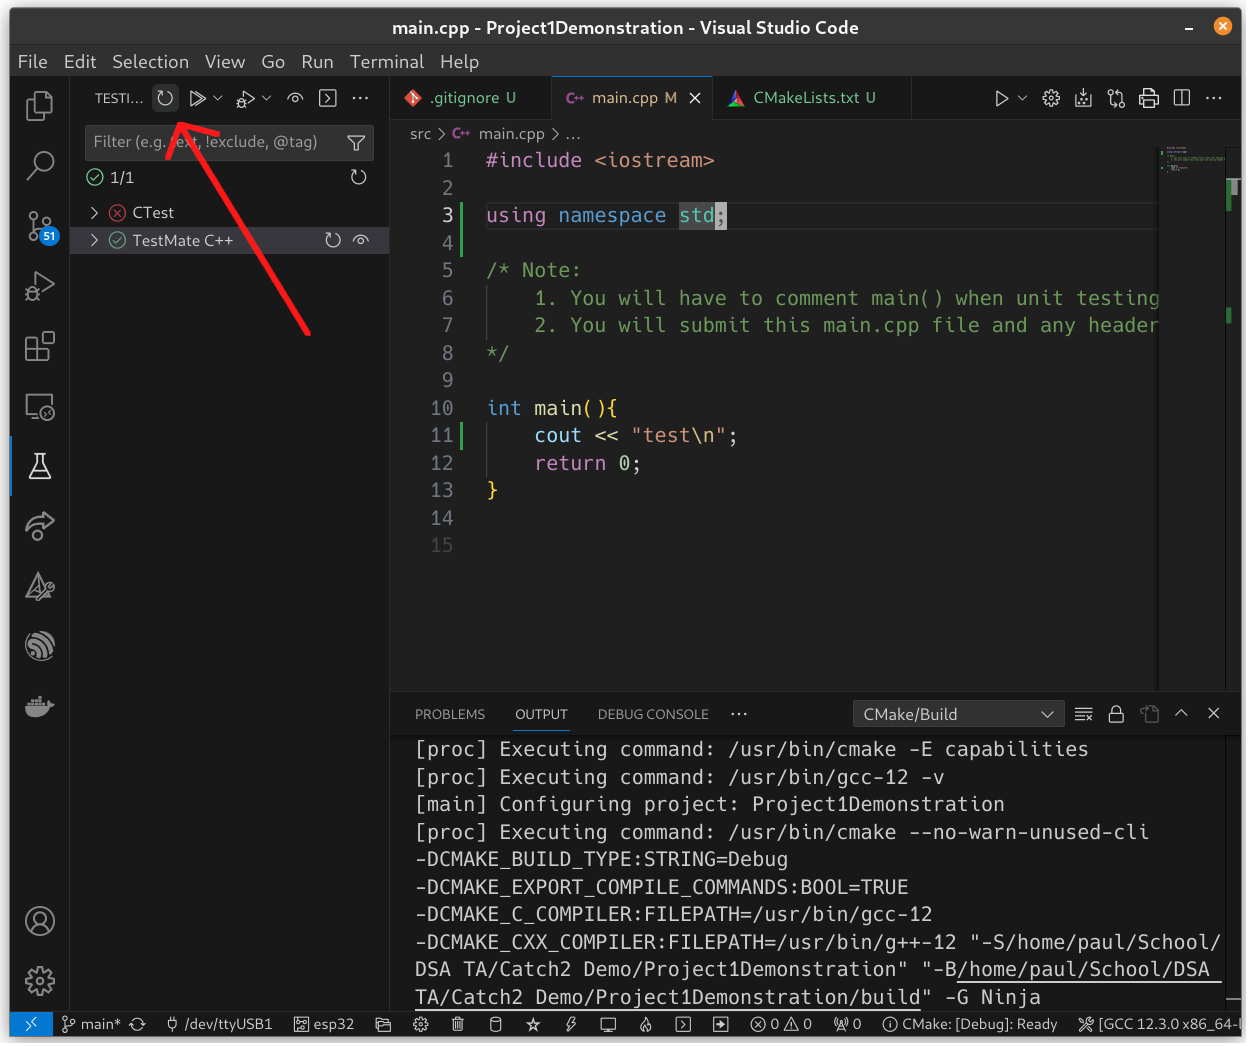 main.cpp - Project1Demonstration - Visual Studio Code
File Edit Selection View Go Run Terminal Help
TESTI...
.gitignore U
C++ main.cpp M
CMakeLists.txt U
Filter (e.g. text, !exclude, @tag)
1/1
CTest
TestMate C++
51
src > C++ main.cpp > ...
1 #include <iostream>
2
3 using namespace std;
4
5 /* Note:
6 1. You will have to comment main() when unit testing
7 2. You will submit this main.cpp file and any header
8 */
9
10 int main(){
11 cout << "test\n";
12 return 0;
13 }
14
15
PROBLEMS OUTPUT DEBUG CONSOLE ... CMake/Build
[proc] Executing command: /usr/bin/cmake -E capabilities
[proc] Executing command: /usr/bin/gcc-12 -v
[main] Configuring project: Project1Demonstration
[proc] Executing command: /usr/bin/cmake --no-warn-unused-cli
-DCMAKE_BUILD_TYPE:STRING=Debug
-DCMAKE_EXPORT_COMPILE_COMMANDS:BOOL=TRUE
-DCMAKE_C_COMPILER:FILEPATH=/usr/bin/gcc-12
-DCMAKE_CXX_COMPILER:FILEPATH=/usr/bin/g++-12 "-S/home/paul/School/
DSA TA/Catch2 Demo/Project1Demonstration" "-B/home/paul/School/DSA
TA/Catch2 Demo/Project1Demonstration/build" -G Ninja
main* /dev/ttyUSB1 esp32 0 0 0 CMake: [Debug]: Ready [GCC 12.3.0 x86_64-l